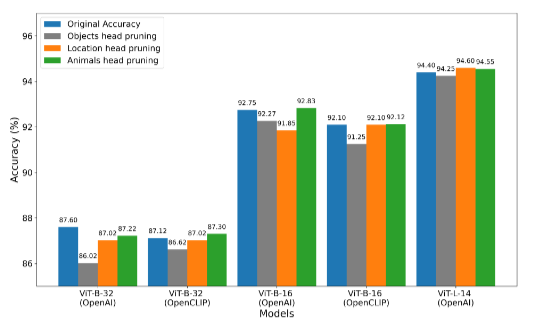 96
94
92
90
88
86
Accuracy (%)
Original Accuracy
Objects head pruning
Location head pruning
Animals head pruning
87.60
86.02
87.02
87.22
87.12
86.62
87.02
87.30
92.75
92.27
91.85
92.83
92.10
91.25
92.10
92.12
94.40
94.25
94.60
94.55
ViT-B-32
(OpenAI)
ViT-B-32
(OpenCLIP)
ViT-B-16
(OpenAI)
ViT-B-16
(OpenCLIP)
ViT-L-14
(OpenAI)
Models